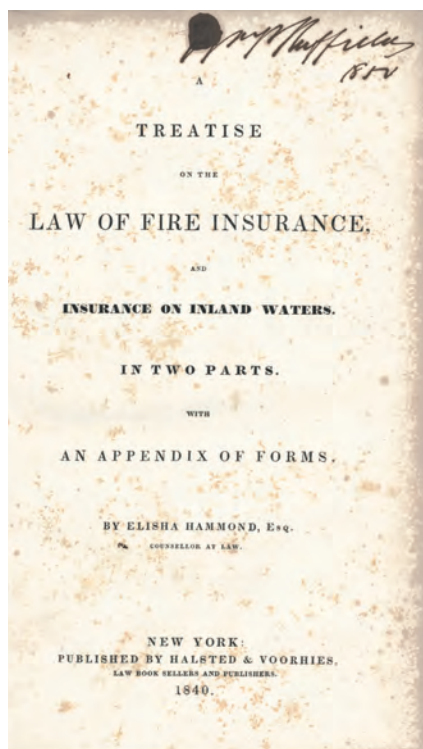 1850
A
TREATISE
ON THE
LAW OF FIRE INSURANCE,
AND
INSURANCE ON INLAND WATERS.
IN TWO PARTS.
WITH
AN APPENDIX OF FORMS.
BY ELISHA HAMMOND, Esq.
COUNSELLOR AT LAW.
NEW YORK:
PUBLISHED BY HALSTED & VOORHIES,
LAW BOOK SELLERS AND PUBLISHERS.
1840.